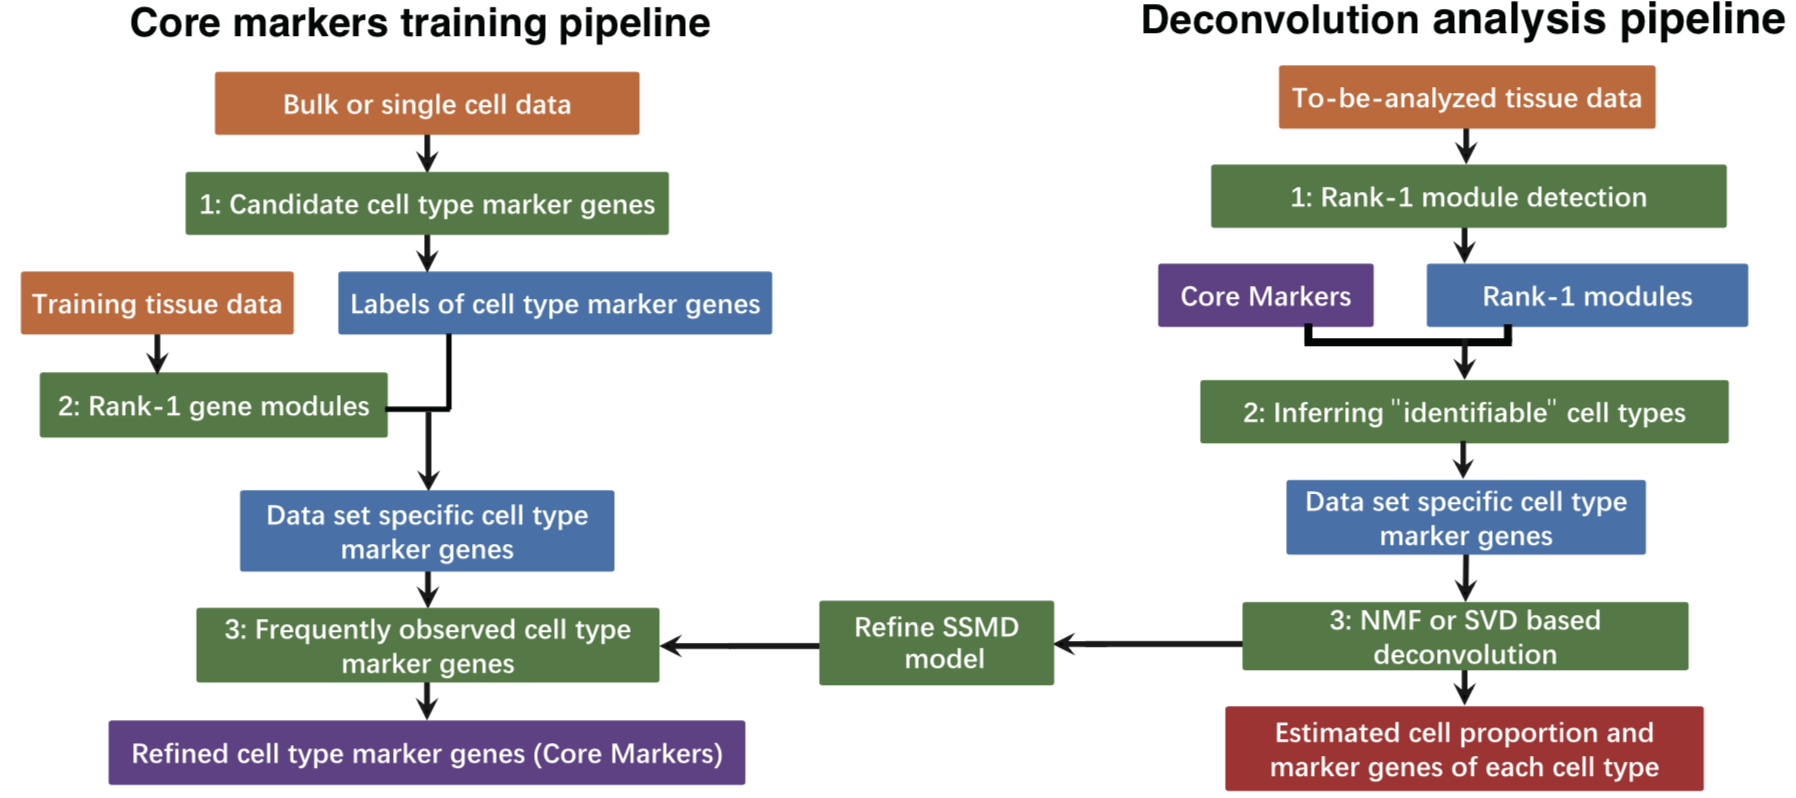 Core markers training pipeline
Bulk or single cell data
1: Candidate cell type marker genes
Training tissue data
Labels of cell type marker genes
2: Rank-1 gene modules
Data set specific cell type
marker genes
3: Frequently observed cell type
marker genes
Refined cell type marker genes (Core Markers)
Refine SSMD
model
Deconvolution analysis pipeline
To-be-analyzed tissue data
1: Rank-1 module detection
Core Markers
Rank-1 modules
2: Inferring "identifiable" cell types
Data set specific cell type
marker genes
3: NMF or SVD based
deconvolution
Estimated cell proportion and
marker genes of each cell type